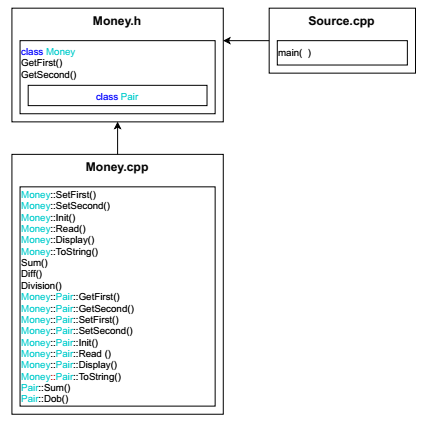 Money.h
class Money
GetFirst()
GetSecond()
class Pair
Source.cpp
main( )
Money.cpp
Money::SetFirst()
Money::SetSecond()
Money::Init()
Money::Read()
Money::Display()
Money::ToString()
Sum()
Diff()
Division()
Money::Pair::GetFirst()
Money::Pair::GetSecond()
Money::Pair::SetFirst()
Money::Pair::SetSecond()
Money::Pair::Init()
Money::Pair::Read ()
Money::Pair::Display()
Money::Pair::ToString()
Pair::Sum()
Pair::Dob()